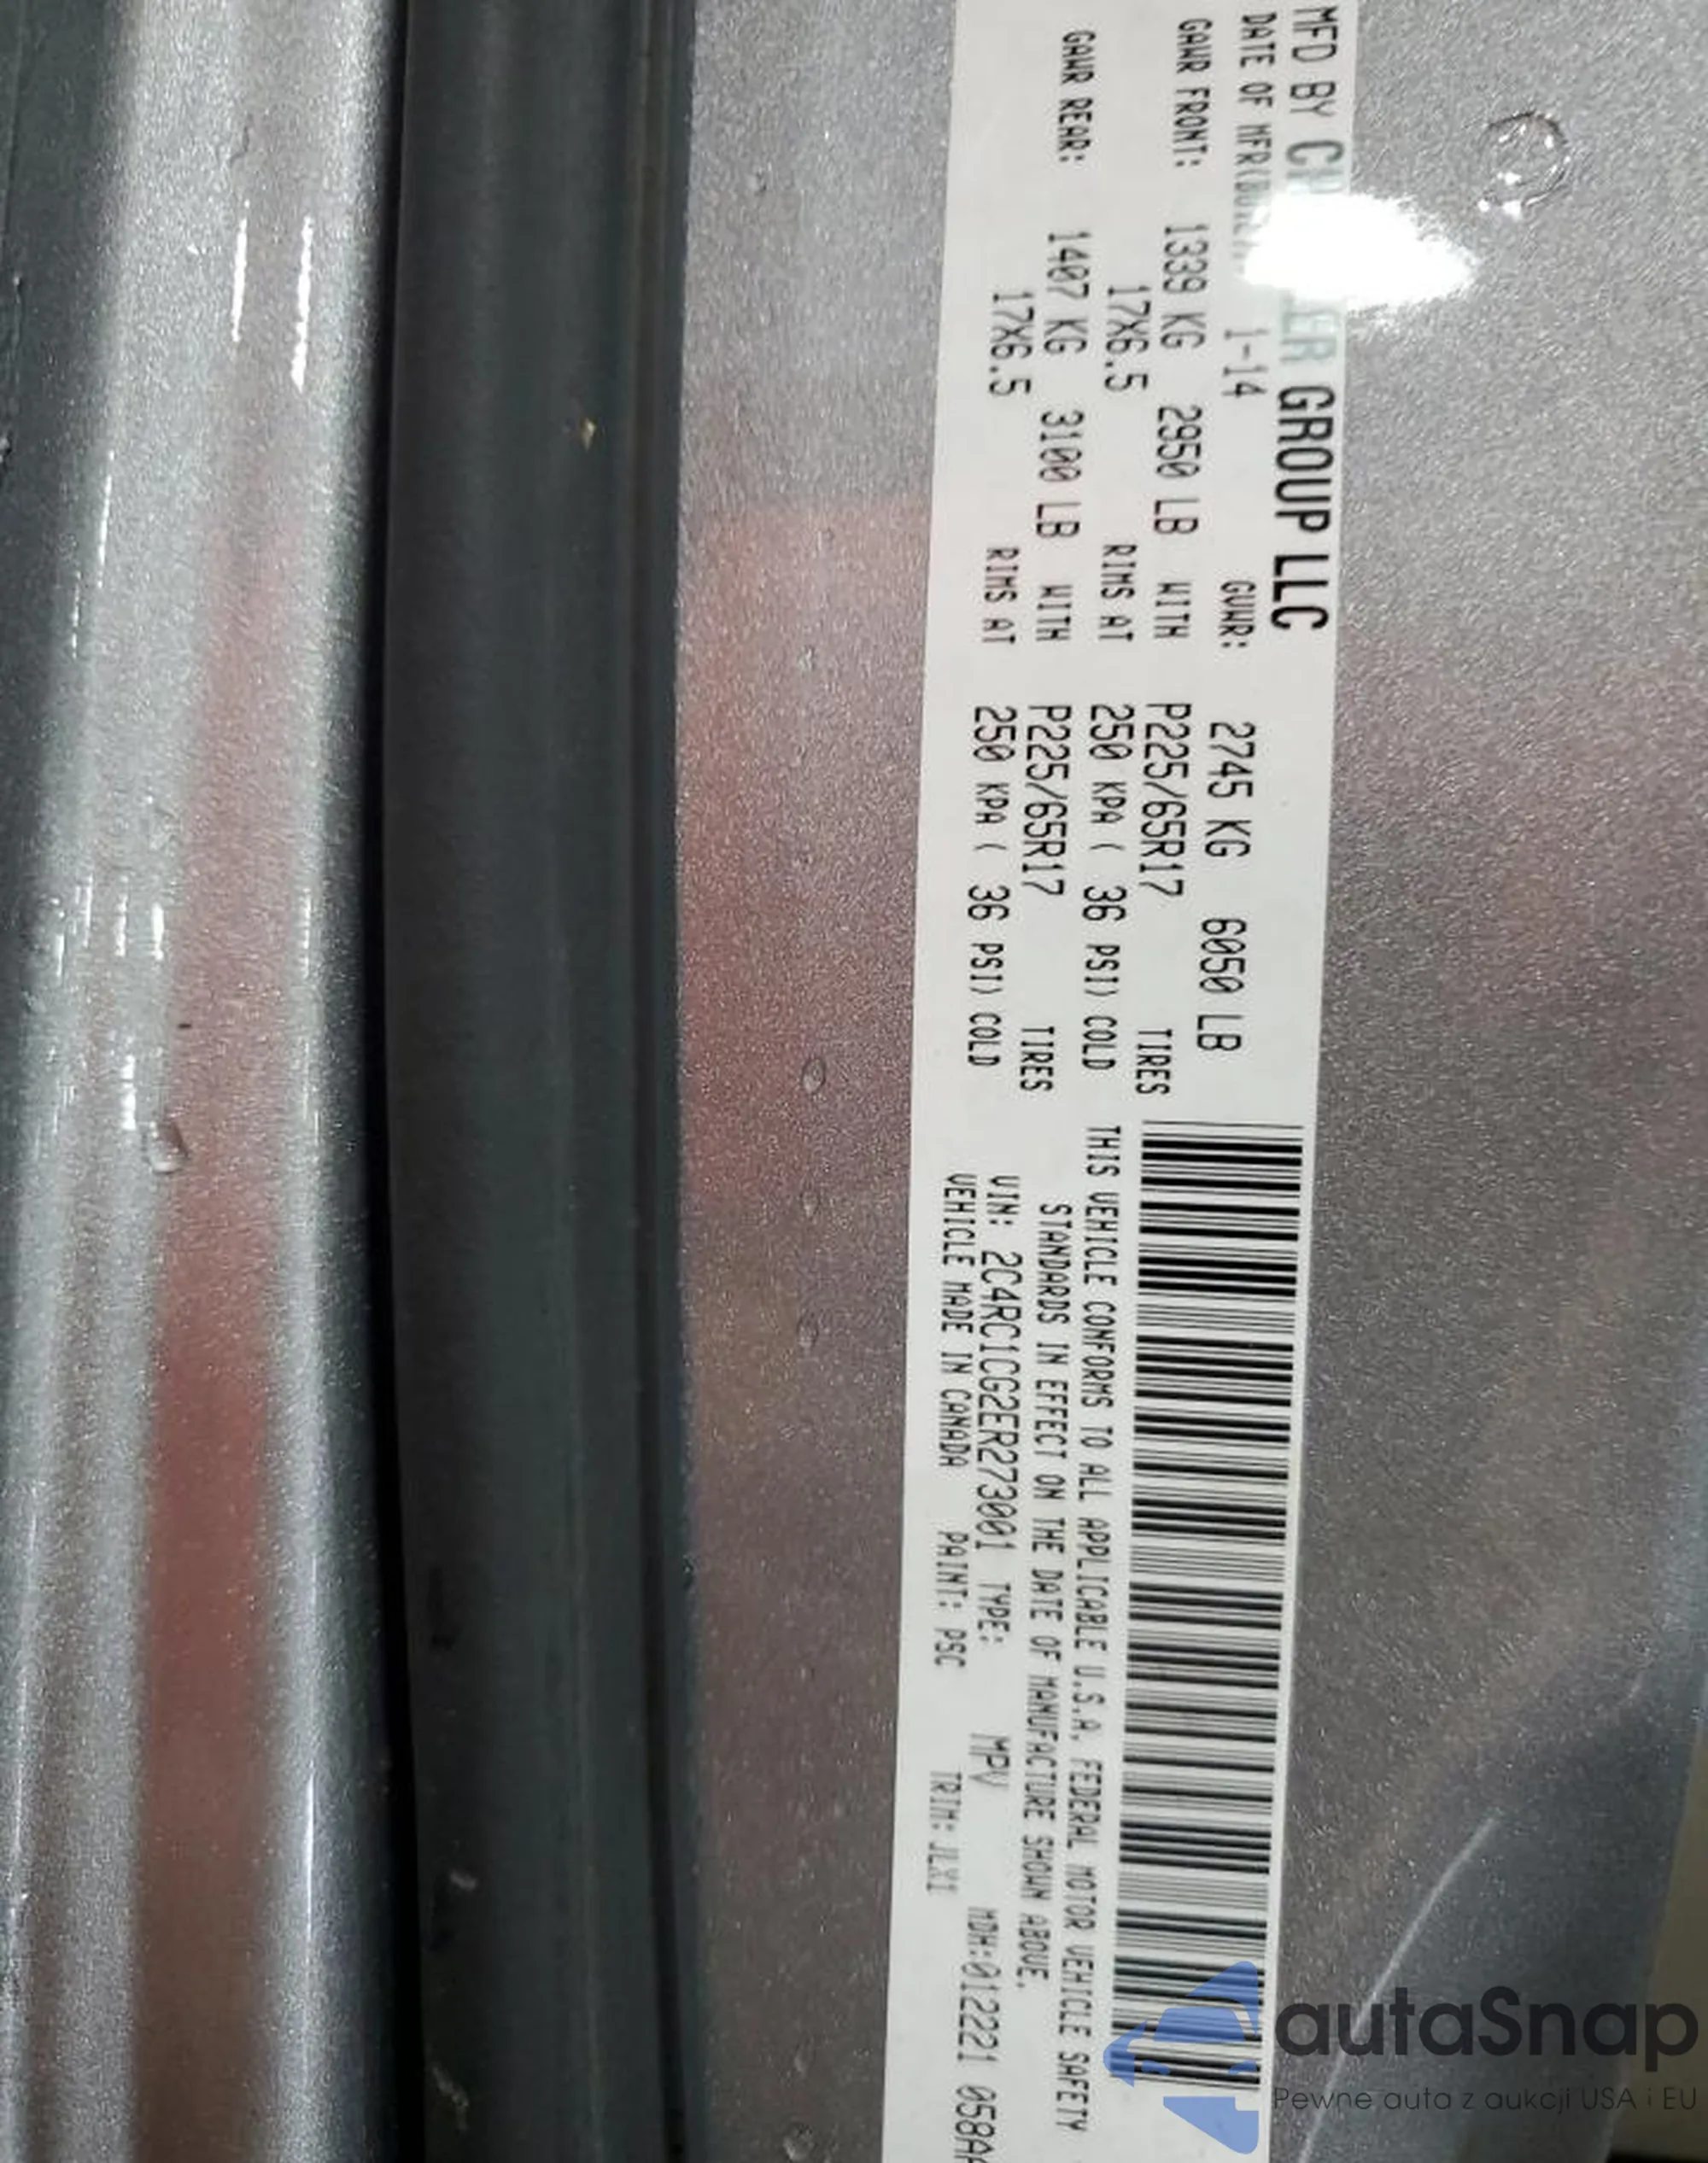 MFD BY CHRYSLER GROUP LLC
DATE OF MFR 1-14 GVWR: 2745 KG 6050 LB
GAWR FRONT: 1339 KG 2950 LB WITH P225/65R17 TIRES
17X6.5 RIMS AT 250 KPA ( 36 PSI) COLD
GAWR REAR: 1407 KG 3100 LB WITH P225/65R17 TIRES
17X6.5 RIMS AT 250 KPA ( 36 PSI) COLD
THIS VEHICLE CONFORMS TO ALL APPLICABLE U.S.A. FEDERAL MOTOR VEHICLE SAFETY
STANDARDS IN EFFECT ON THE DATE OF MANUFACTURE SHOWN ABOVE.
VIN: 2C4RC1CG2ER273001 TYPE: MPV MDH:012221 058A
VEHICLE MADE IN CANADA PAINT: PSC TRIM: JLX1
autaSnap
Pewne auta z aukcji USA i EU